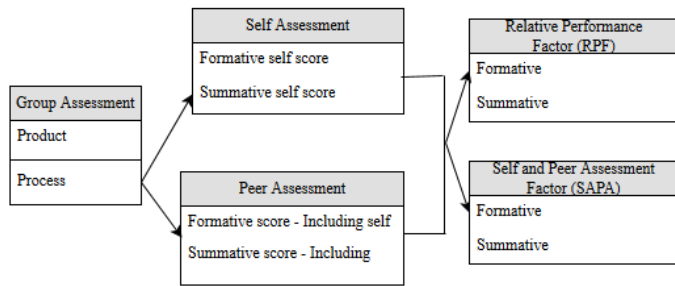 Group Assessment
Product
Process
Self Assessment
Formative self score
Summative self score
Peer Assessment
Formative score - Including self
Summative score - Including
Relative Performance
Factor (RPF)
Formative
Summative
Self and Peer Assessment
Factor (SAPA)
Formative
Summative